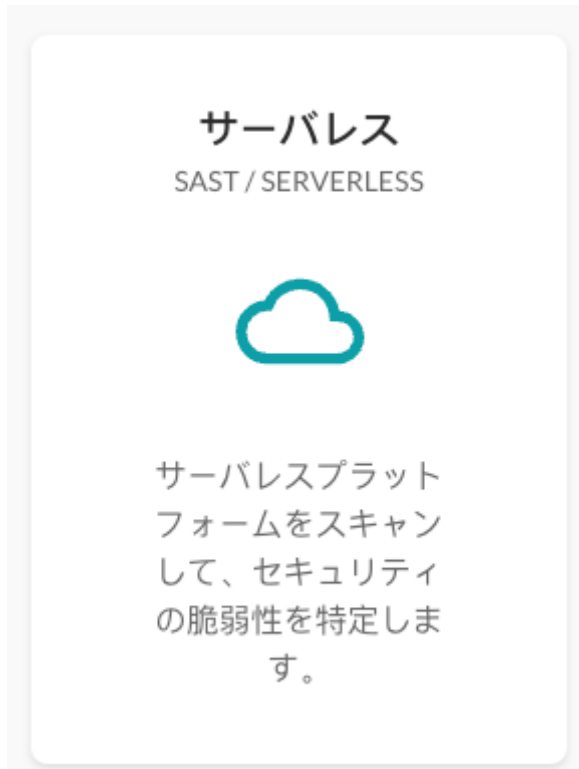 サーバレス
SAST / SERVERLESS
サーバレスプラット
フォームをスキャン
して、セキュリティ
の脆弱性を特定しま
す。